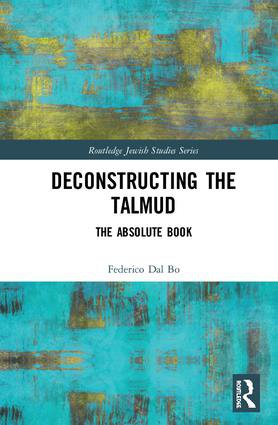 Routledge Jewish Studies Series
DECONSTRUCTING THE
TALMUD
THE ABSOLUTE BOOK
Federico Dal Bo
ROUTLEDGE